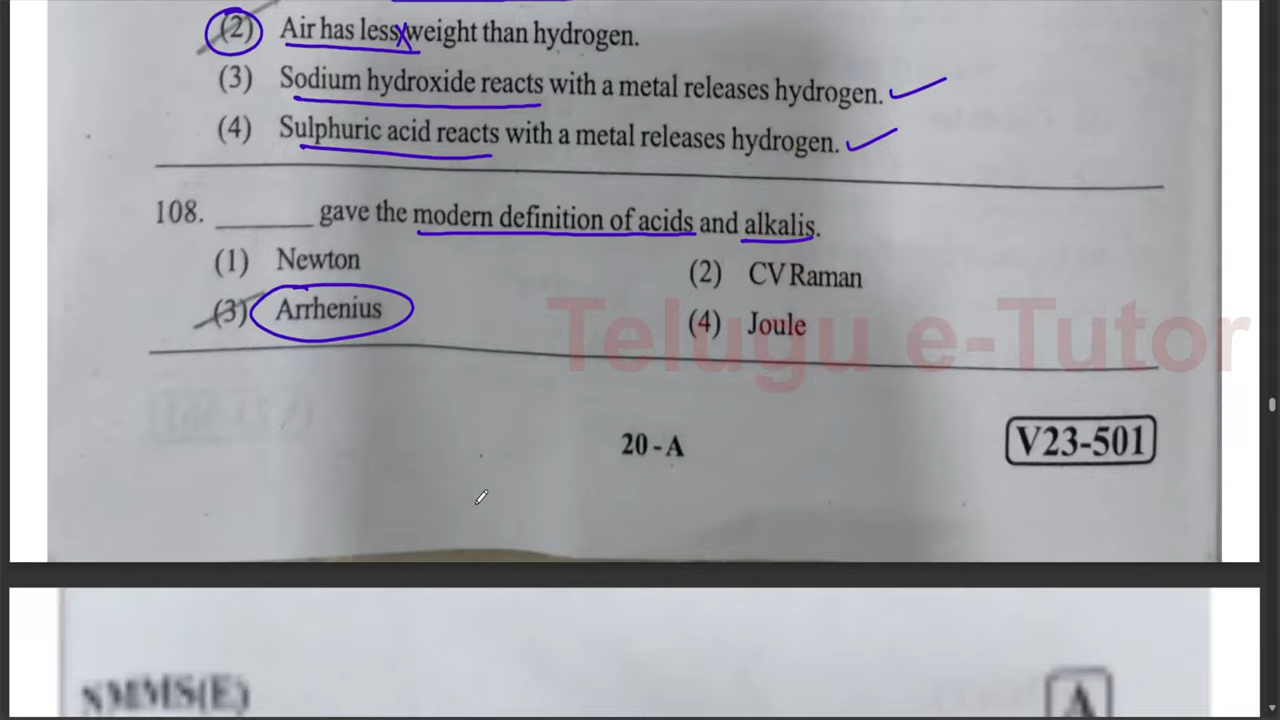 (2) Air has less weight than hydrogen.
(3) Sodium hydroxide reacts with a metal releases hydrogen.
(4) Sulphuric acid reacts with a metal releases hydrogen.
108. ______ gave the modern definition of acids and alkalis.
(1) Newton
(2) CV Raman
(3) Arrhenius
(4) Joule
Telugu e-Tutor
20 - A
V23-501
NMMS(E)
A